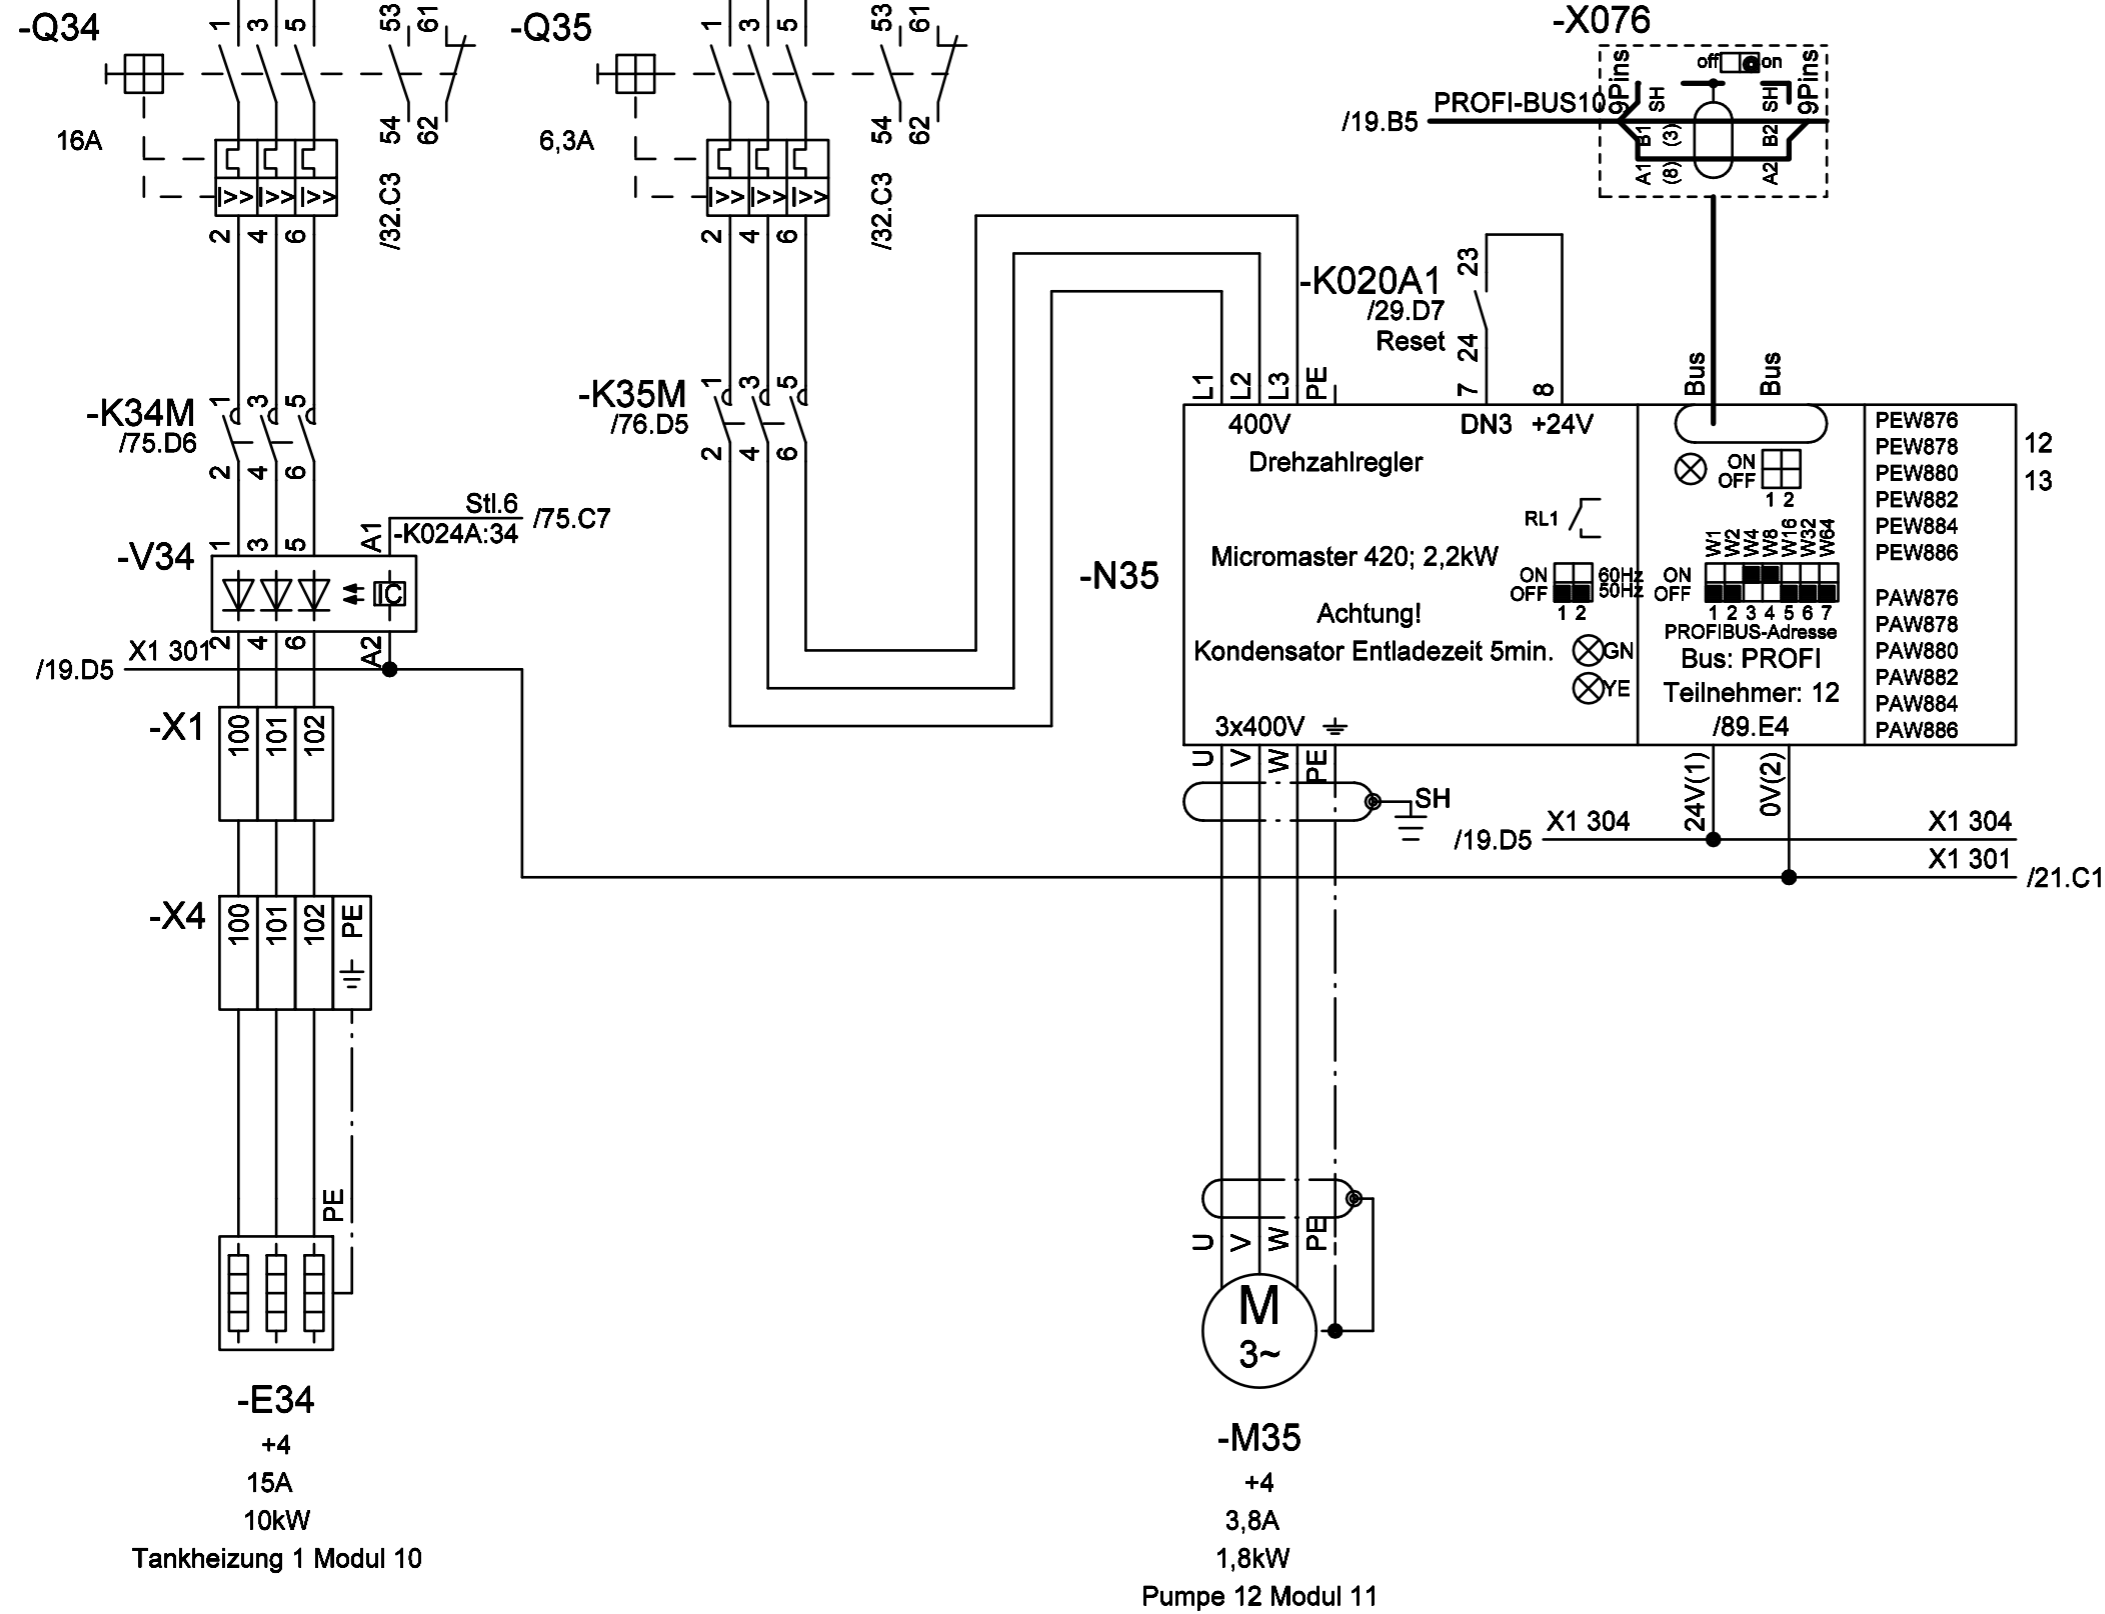 -Q34
1 3 5 53 61
16A
I>> I>> I>>
2 4 6 54 62
/32.C3
-Q35
1 3 5 53 61
6,3A
I>> I>> I>>
2 4 6 54 62
/32.C3
-X076
off on
9Pins SH SH 9Pins
/19.B5 PROFI-BUS10
B1 (3) B2
A1 (8) A2
-K34M
/75.D6
1 3 5
2 4 6
-K35M
/76.D5
1 3 5
2 4 6
-K020A1
/29.D7
Reset
23
24
Stl.6
-K024A:34
/75.C7
-V34
1 3 5 A1
IC
2 4 6 A2
/19.D5 X1 301
-X1
100 101 102
-X4
100 101 102 PE
PE
-E34
+4
15A
10kW
Tankheizung 1 Modul 10
L1 L2 L3 PE 7 8 Bus Bus
400V DN3 +24V
Drehzahlregler
RL1
-N35
Micromaster 420; 2,2kW
ON 60Hz
OFF 50Hz
1 2
Achtung!
Kondensator Entladezeit 5min.
GN
YE
3x400V
ON
OFF
1 2
W1 W2 W4 W8 W16 W32 W64
ON
OFF
1 2 3 4 5 6 7
PROFIBUS-Adresse
Bus: PROFI
Teilnehmer: 12
/89.E4
PEW876
PEW878
PEW880
PEW882
PEW884
PEW886
PAW876
PAW878
PAW880
PAW882
PAW884
PAW886
12
13
U V W PE
SH
24V(1) 0V(2)
/19.D5 X1 304 X1 304
X1 301
/21.C1
U V W PE
M
3~
-M35
+4
3,8A
1,8kW
Pumpe 12 Modul 11